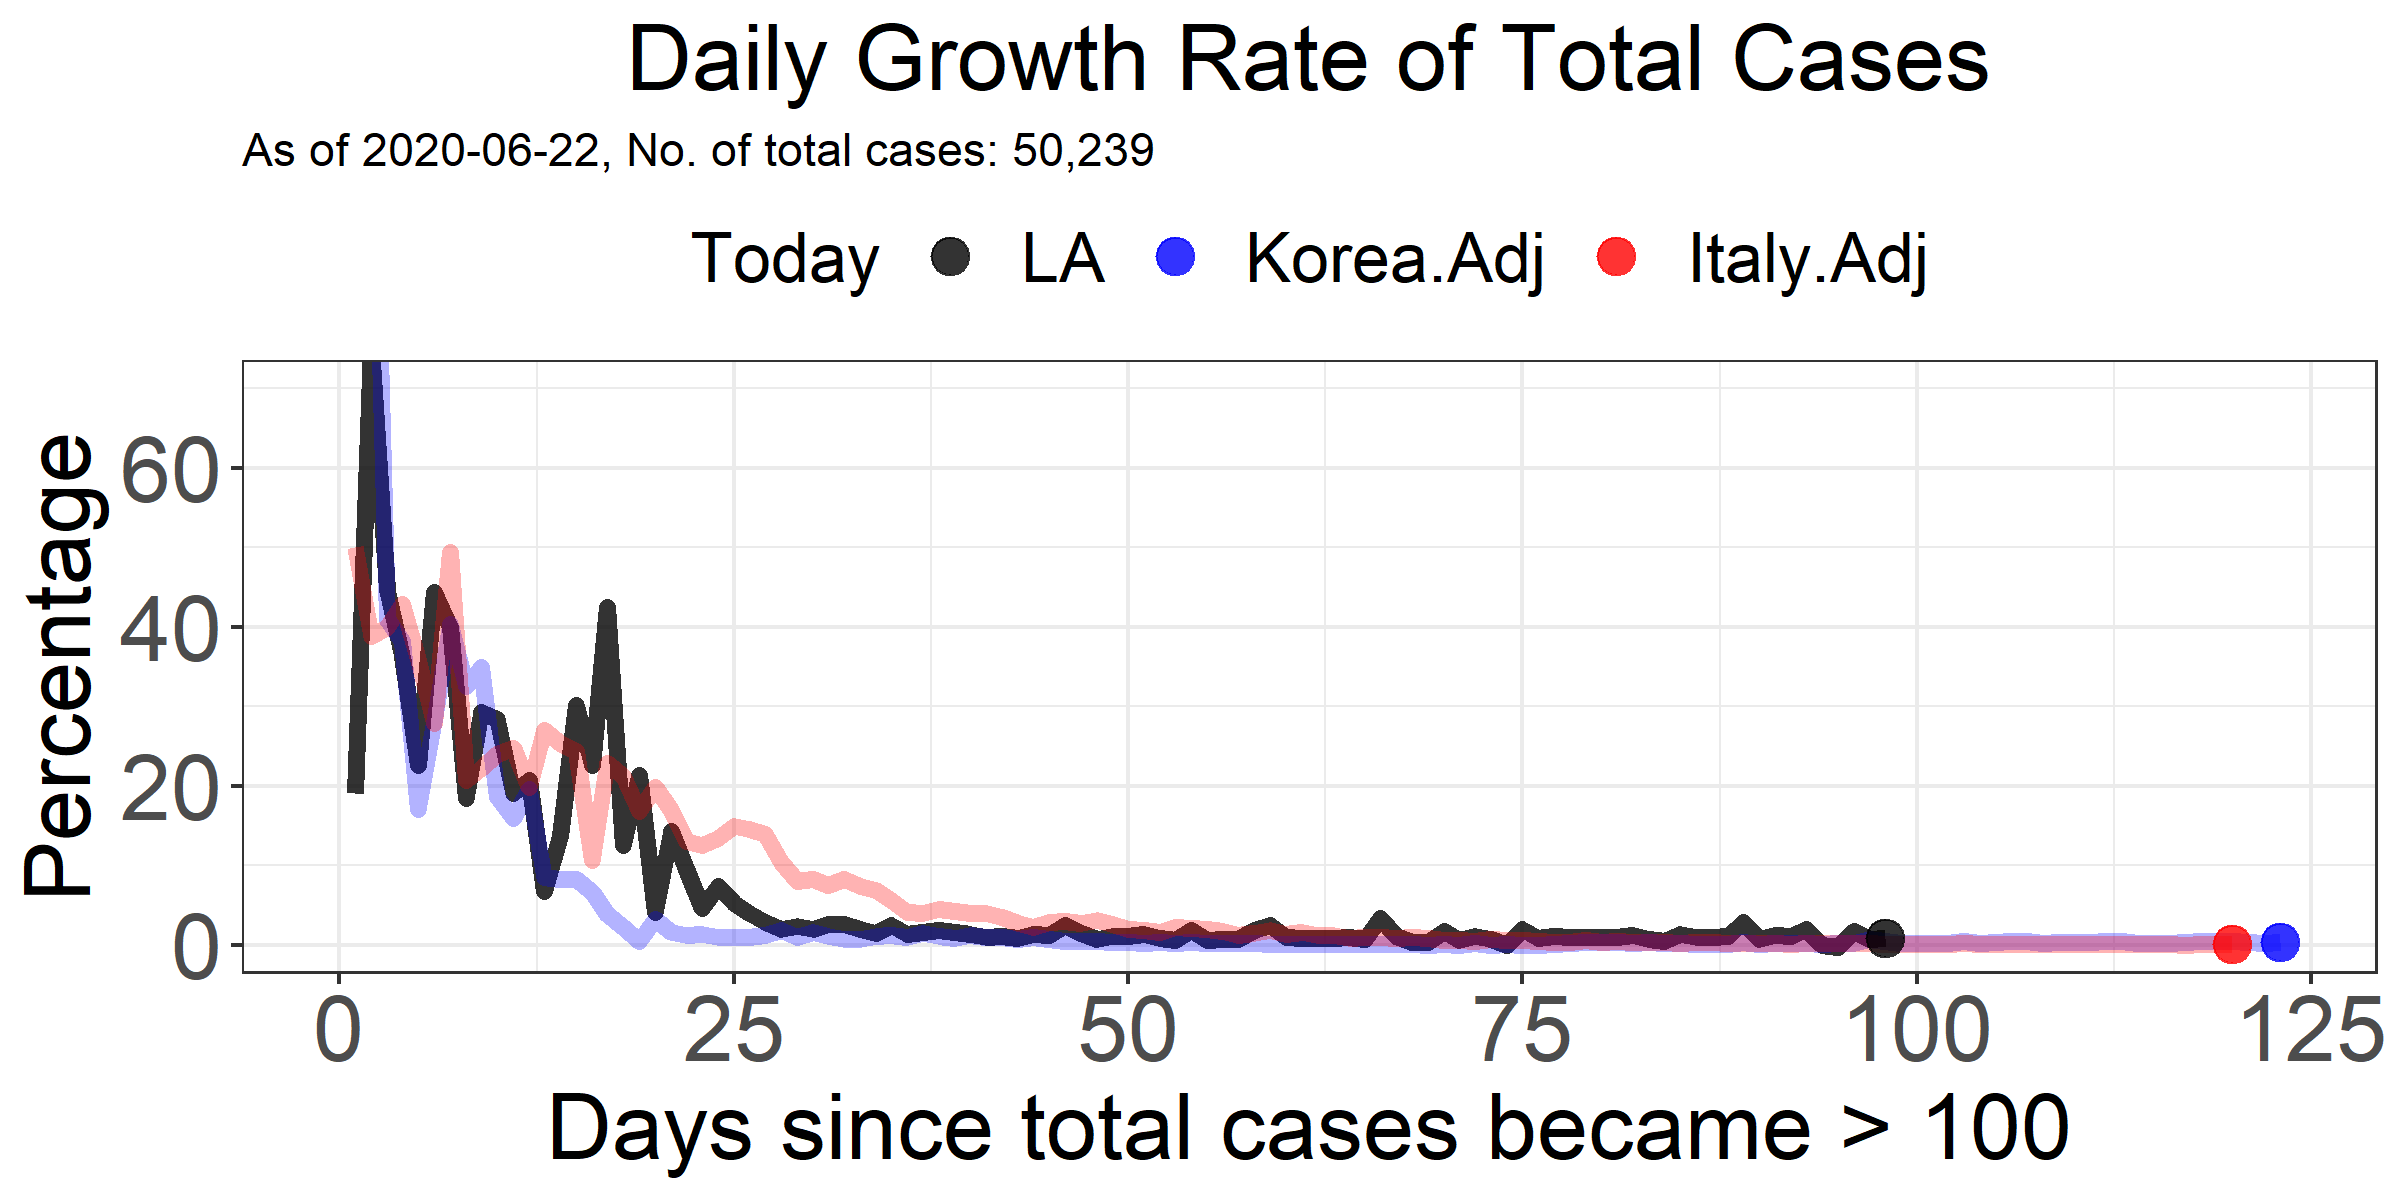 Daily Growth Rate of Total Cases
As of 2020-06-22, No. of total cases: 50,239
Today LA Korea.Adj Italy.Adj
Percentage
60
40
20
0
0 25 50 75 100 125
Days since total cases became > 100